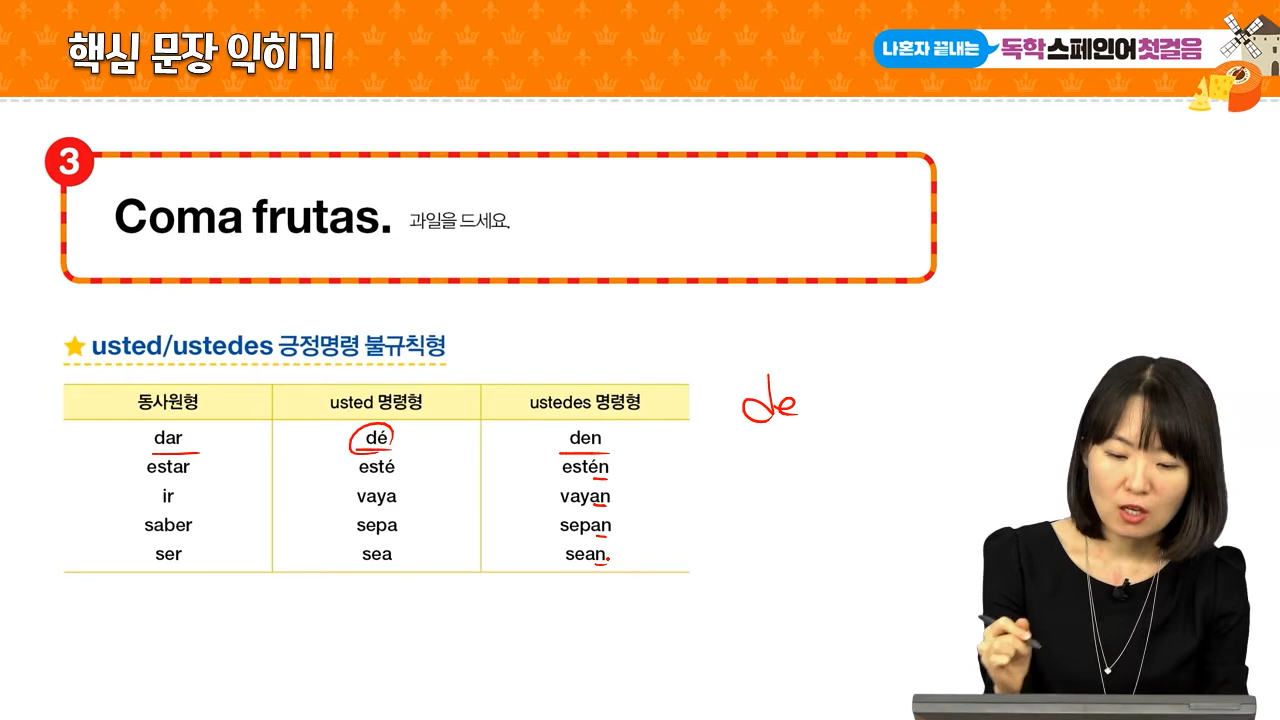 핵심 문장 익히기
나혼자 끝내는 독학 스페인어 첫걸음
3
Coma frutas. 과일을 드세요.
usted/ustedes 긍정명령 불규칙형
동사원형 usted 명령형 ustedes 명령형
dar dé den
estar esté estén
ir vaya vayan
saber sepa sepan
ser sea sean
de